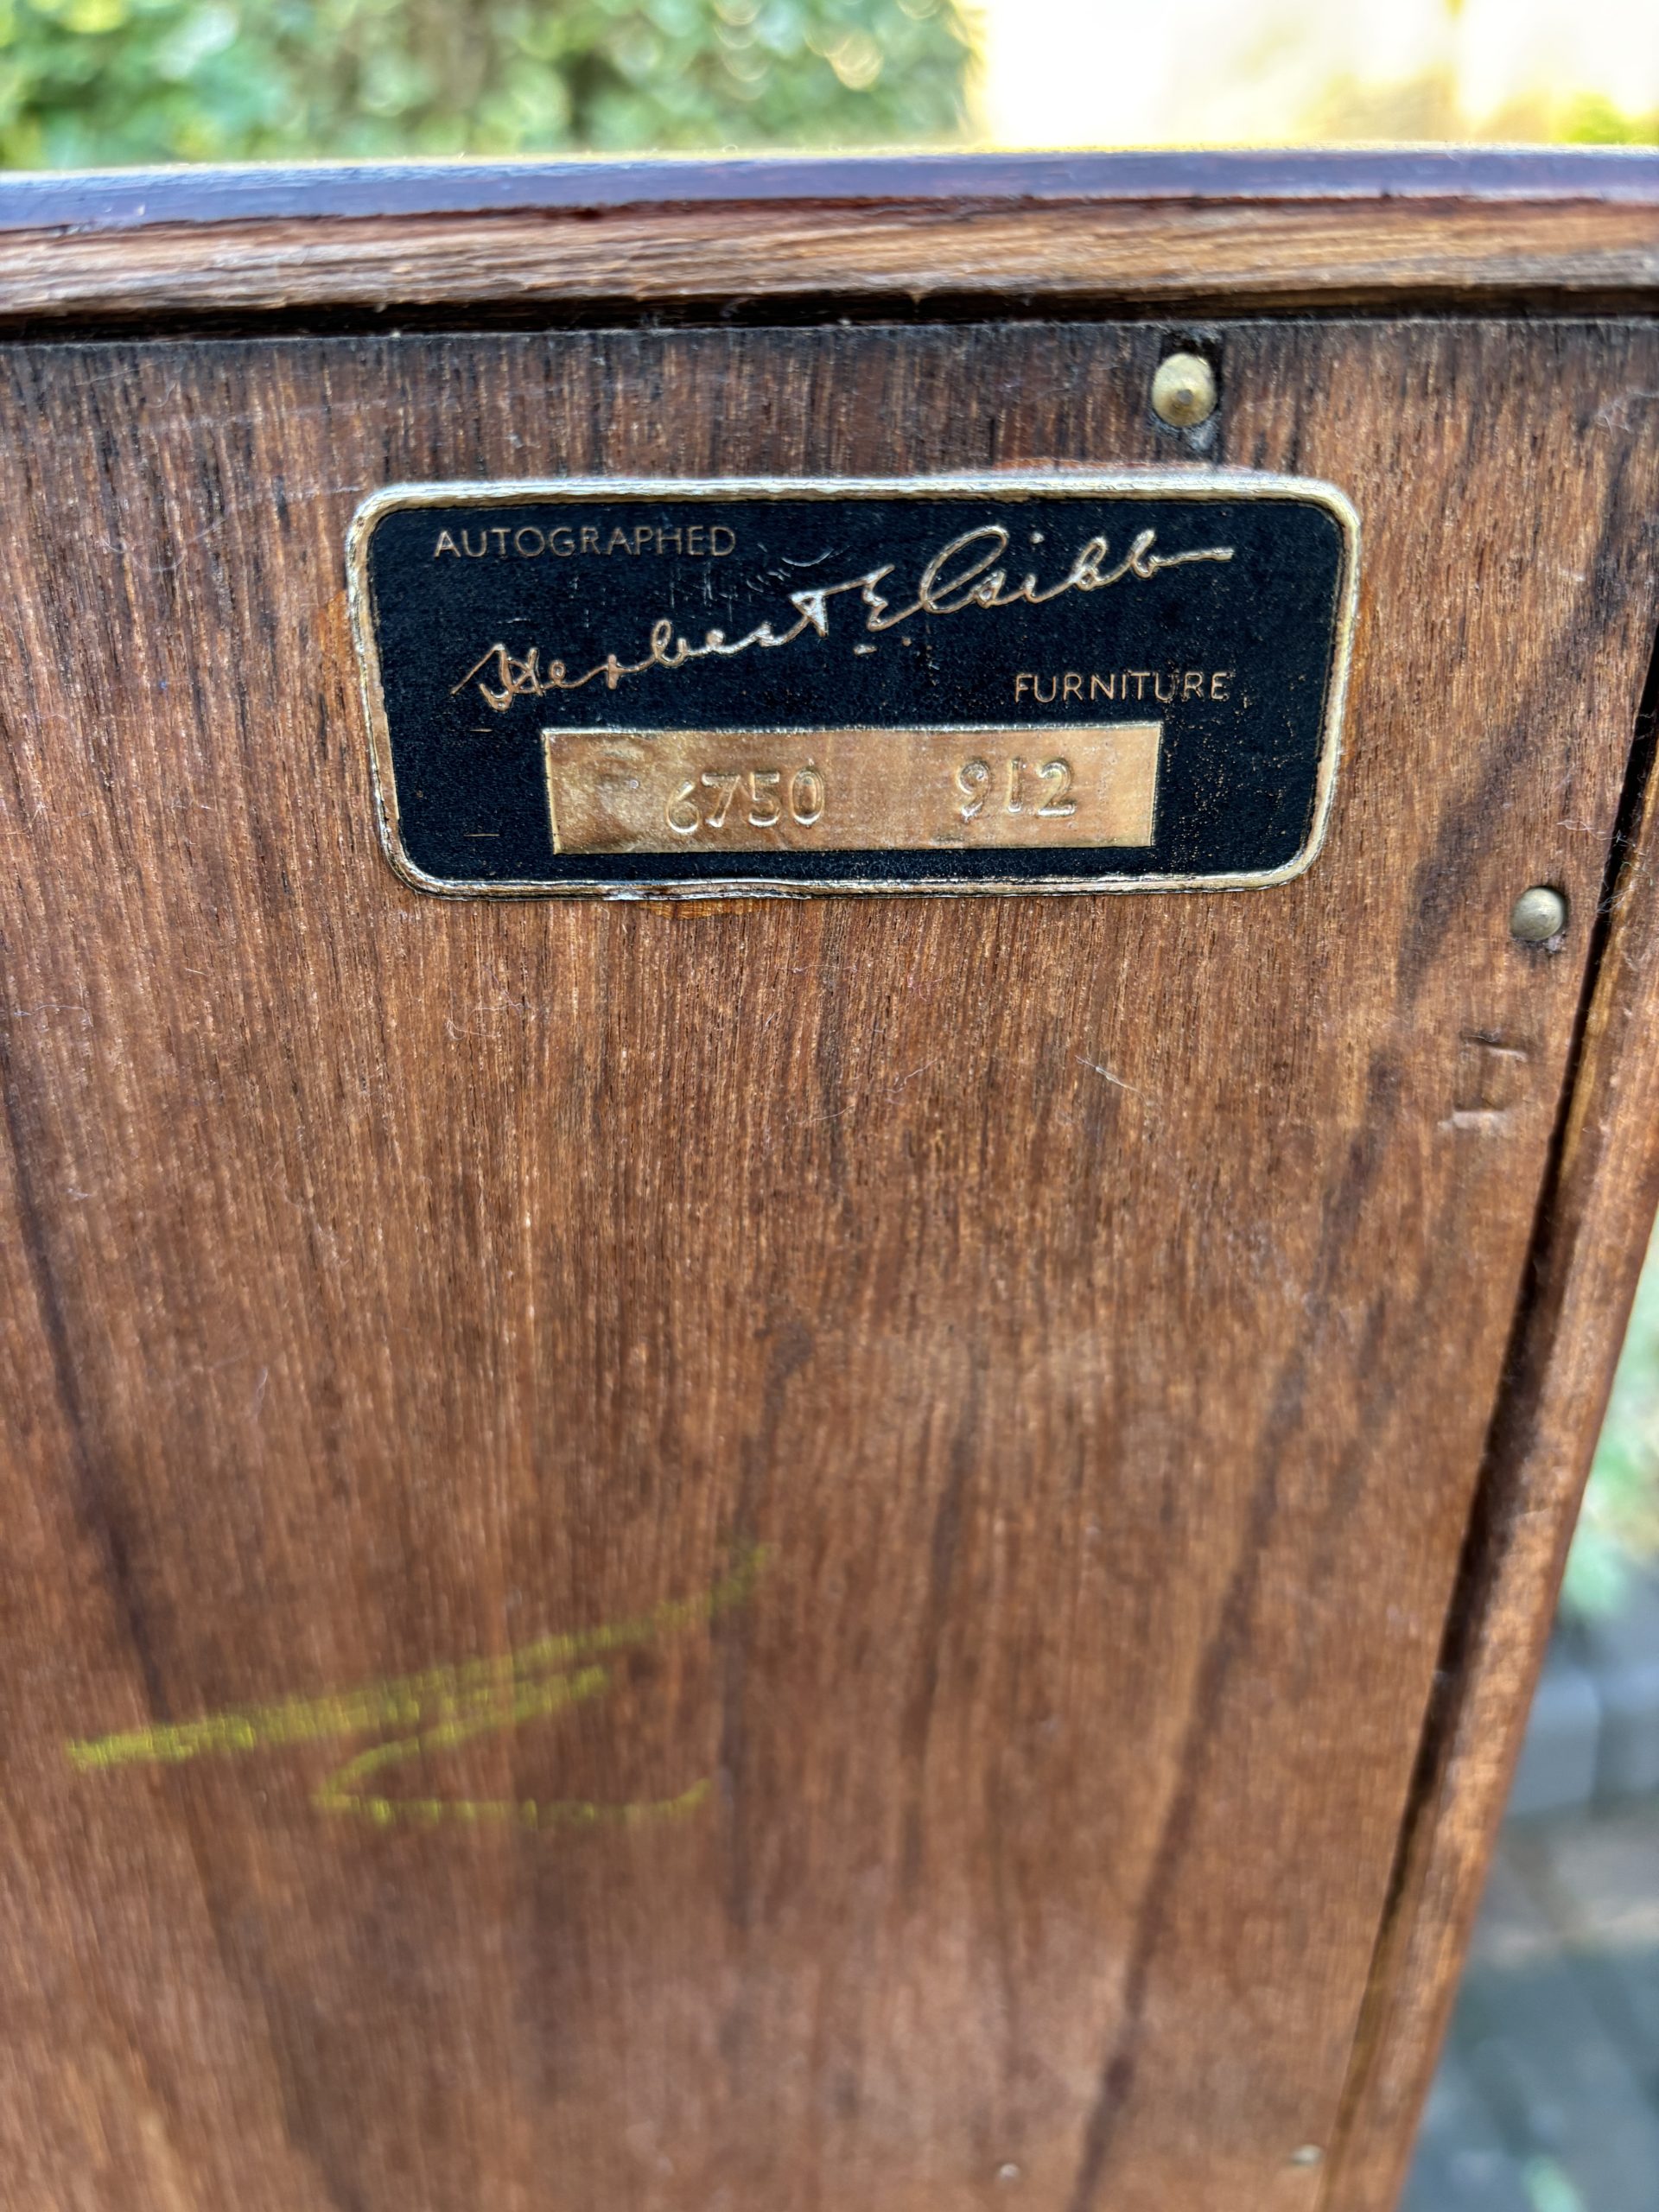 AUTOGRAPHED
Herbert E Gibbs
FURNITURE
6750 912